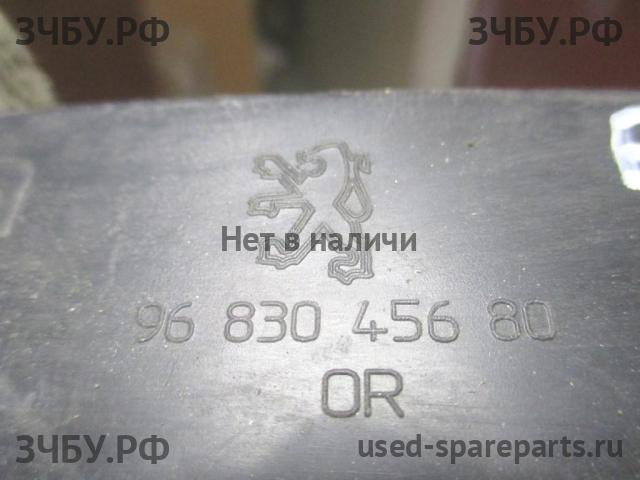 ЗЧБУ.РФ
ЗЧБУ.РФ
Нет в наличи
96 830 456 80
OR
ЗЧБУ.РФ
used-spareparts.ru